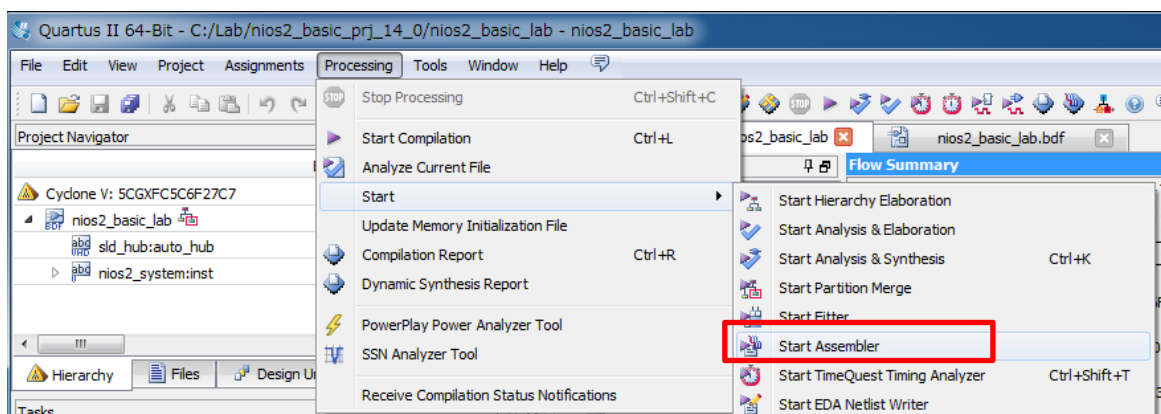 Quartus II 64-Bit - C:/Lab/nios2_basic_prj_14_0/nios2_basic_lab - nios2_basic_lab
File Edit View Project Assignments Processing Tools Window Help
STOP Stop Processing Ctrl+Shift+C
Project Navigator
Start Compilation Ctrl+L
nios2_basic_lab.bdf
Analyze Current File
Flow Summary
Cyclone V: 5CGXFC5C6F27C7
Start
Start Hierarchy Elaboration
nios2_basic_lab
Update Memory Initialization File
Start Analysis & Elaboration
sld_hub:auto_hub
Compilation Report Ctrl+R
Start Analysis & Synthesis Ctrl+K
nios2_system:inst
Dynamic Synthesis Report
Start Partition Merge
PowerPlay Power Analyzer Tool
Start Fitter
SSN Analyzer Tool
Start Assembler
Hierarchy Files Design
Start TimeQuest Timing Analyzer Ctrl+Shift+T
Receive Compilation Status Notifications
Start EDA Netlist Writer
Tasks